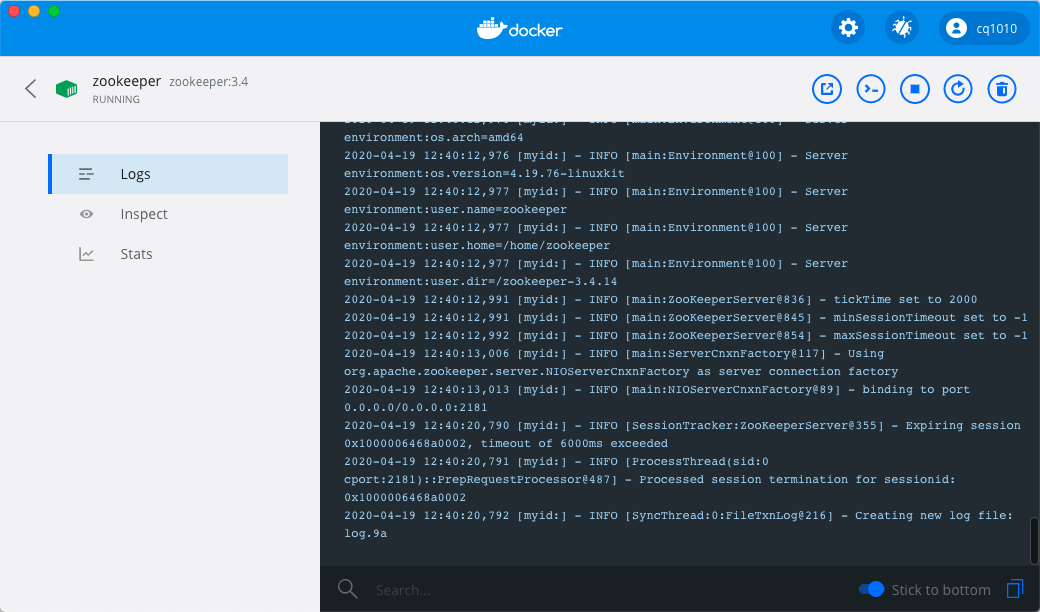 docker
cq1010
zookeeper zookeeper:3.4
RUNNING
Logs
Inspect
Stats
environment:os.arch=amd64
2020-04-19 12:40:12,976 [myid:] - INFO [main:Environment@100] - Server
environment:os.version=4.19.76-linuxkit
2020-04-19 12:40:12,977 [myid:] - INFO [main:Environment@100] - Server
environment:user.name=zookeeper
2020-04-19 12:40:12,977 [myid:] - INFO [main:Environment@100] - Server
environment:user.home=/home/zookeeper
2020-04-19 12:40:12,977 [myid:] - INFO [main:Environment@100] - Server
environment:user.dir=/zookeeper-3.4.14
2020-04-19 12:40:12,991 [myid:] - INFO [main:ZooKeeperServer@836] - tickTime set to 2000
2020-04-19 12:40:12,991 [myid:] - INFO [main:ZooKeeperServer@845] - minSessionTimeout set to -1
2020-04-19 12:40:12,992 [myid:] - INFO [main:ZooKeeperServer@854] - maxSessionTimeout set to -1
2020-04-19 12:40:13,006 [myid:] - INFO [main:ServerCnxnFactory@117] - Using
org.apache.zookeeper.server.NIOServerCnxnFactory as server connection factory
2020-04-19 12:40:13,013 [myid:] - INFO [main:NIOServerCnxnFactory@89] - binding to port
0.0.0.0/0.0.0.0:2181
2020-04-19 12:40:20,790 [myid:] - INFO [SessionTracker:ZooKeeperServer@355] - Expiring session
0x1000006468a0002, timeout of 6000ms exceeded
2020-04-19 12:40:20,791 [myid:] - INFO [ProcessThread(sid:0
cport:2181)::PrepRequestProcessor@487] - Processed session termination for sessionid:
0x1000006468a0002
2020-04-19 12:40:20,792 [myid:] - INFO [SyncThread:0:FileTxnLog@216] - Creating new log file:
log.9a
Search...
Stick to bottom